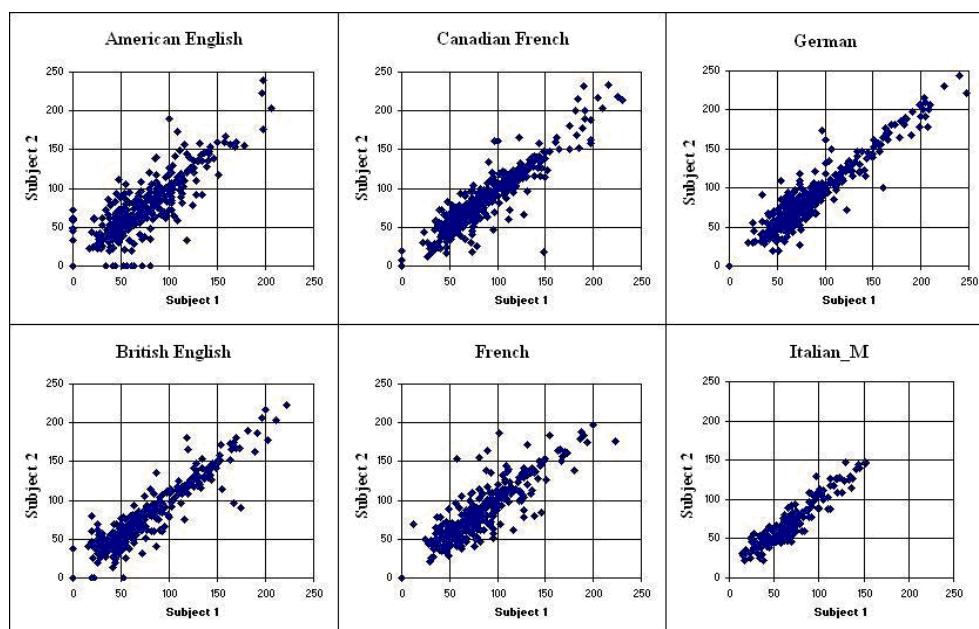 American English
250
200
150
100
50
0
Subject 2
0 50 100 150 200 250
Subject 1
Canadian French
250
200
150
100
50
0
Subject 2
0 50 100 150 200 250
Subject 1
German
250
200
150
100
50
0
Subject 2
0 50 100 150 200 250
Subject 1
British English
250
200
150
100
50
0
Subject 2
0 50 100 150 200 250
Subject 1
French
250
200
150
100
50
0
Subject 2
0 50 100 150 200 250
Subject 1
Italian_M
250
200
150
100
50
0
Subject 2
0 50 100 150 200 250
Subject 1